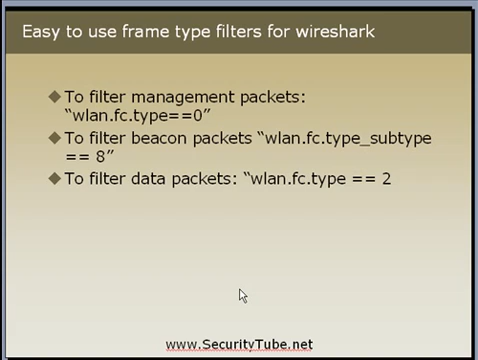 Easy to use frame type filters for wireshark
To filter management packets:
“wlan.fc.type==0”
To filter beacon packets “wlan.fc.type_subtype
== 8”
To filter data packets: “wlan.fc.type == 2
www.SecurityTube.net